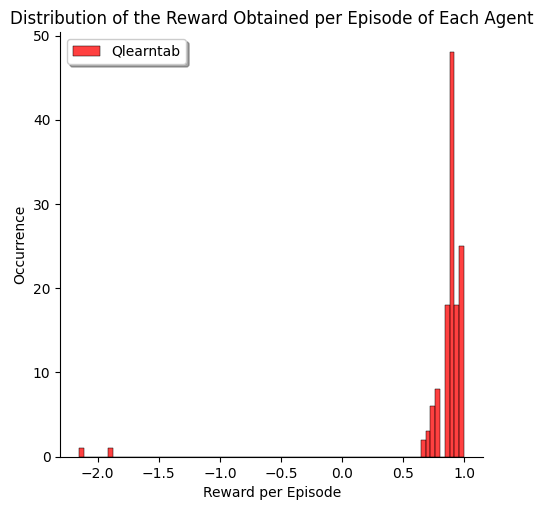 Distribution of the Reward Obtained per Episode of Each Agent
Qlearntab
50
40
30
20
10
0
Occurrence
−2.0 −1.5 −1.0 −0.5 0.0 0.5 1.0
Reward per Episode